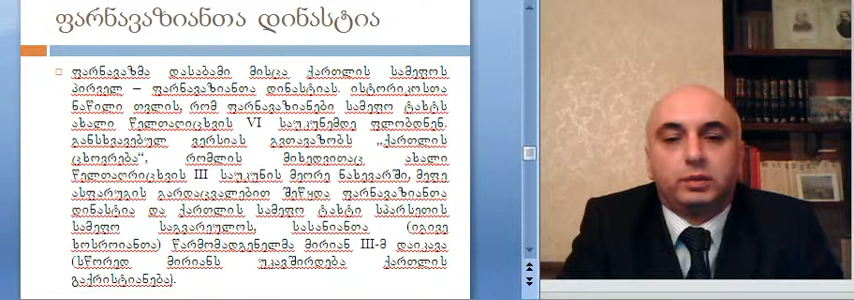 ფარნავაზიანთა დინასტია
ფარნავაზმა დასაბამი მისცა ქართლის სამეფოს
პირველ – ფარნავაზიანთა დინასტიას. ისტორიკოსთა
ნაწილი თვლის, რომ ფარნავაზიანები სამეფო ტახტს
ახალი წელთაღრიცხვის VI საუკუნემდე ფლობდნენ.
განსხვავებულ ვერსიას გვთავაზობს „ქართლის
ცხოვრება“, რომლის მიხედვითაც ახალი
წელთაღრიცხვის III საუკუნის მეორე ნახევარში, მეფე
ასფარუგის გარდაცვალებით შეწყდა ფარნავაზიანთა
დინასტია და ქართლის სამეფო ტახტი სპარსეთის
სამეფო საგვარეულოს, სასანიანთა (იგივე
ხოსროიანთა) წარმომადგენელმა მირიან III-მ დაიკავა
(სწორედ მირიანს უკავშირდება ქართლის
გაქრისტიანება).